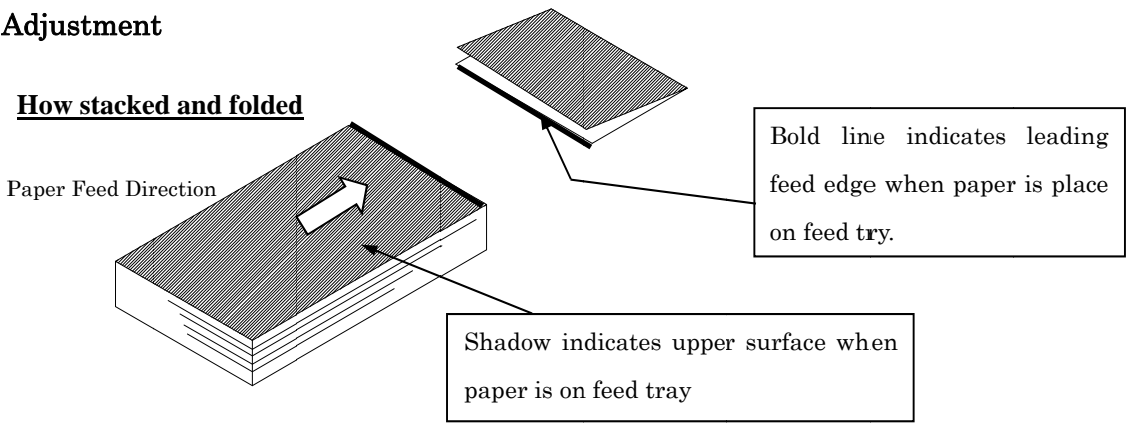 Adjustment
How stacked and folded
Paper Feed Direction
Bold line indicates leading
feed edge when paper is place
on feed try.
Shadow indicates upper surface when
paper is on feed tray